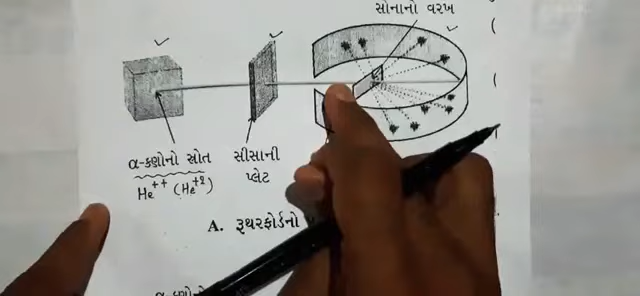 સોનાનો વરખ
α-કણોનો સ્રોત
He⁺⁺ (He⁺²)
સીસાની
પ્લેટ
A. રૂથરફોર્ડનો